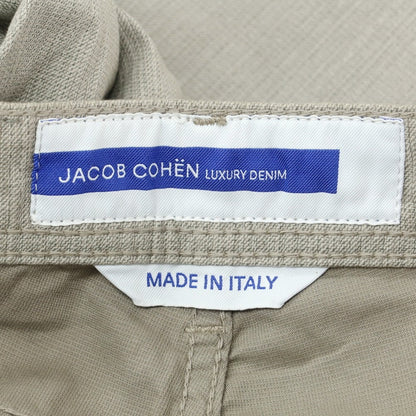 JACOB COHËN LUXURY DENIM
MADE IN ITALY